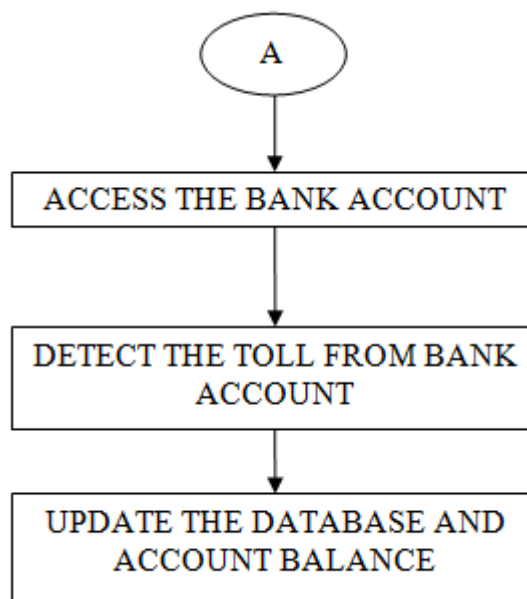 A
ACCESS THE BANK ACCOUNT
DETECT THE TOLL FROM BANK
ACCOUNT
UPDATE THE DATABASE AND
ACCOUNT BALANCE